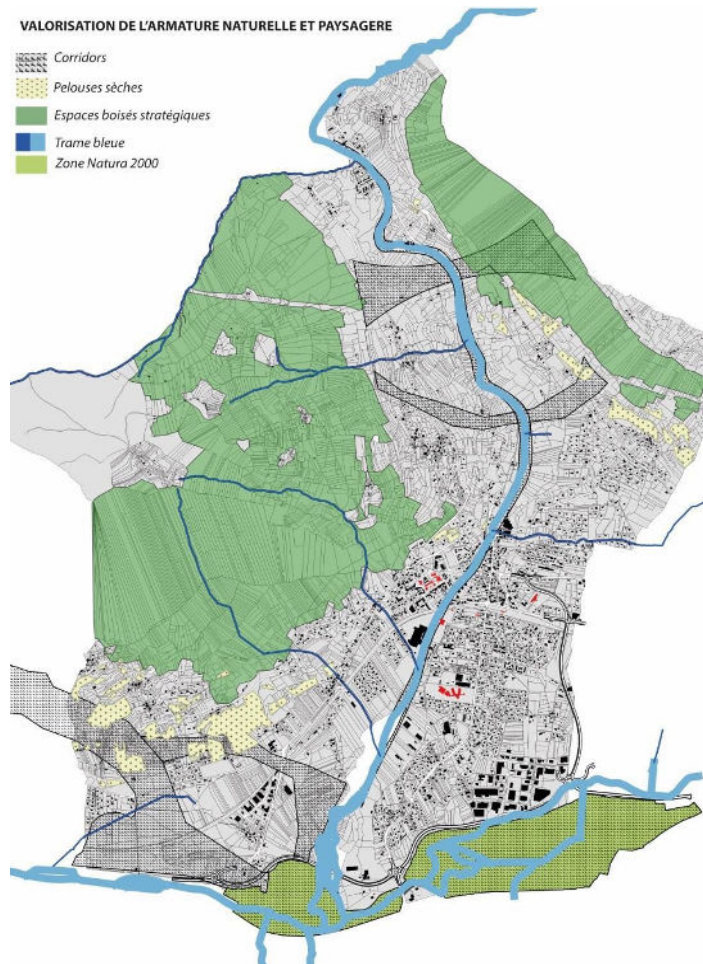 VALORISATION DE L'ARMATURE NATURELLE ET PAYSAGERE
Corridors
Pelouses sèches
Espaces boisés stratégiques
Trame bleue
Zone Natura 2000